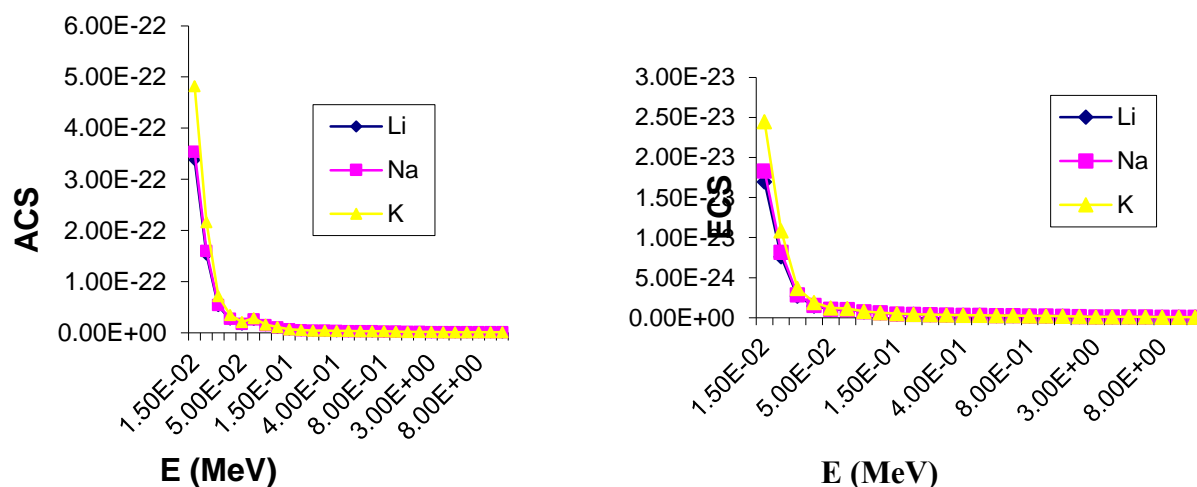 6.00E-22
5.00E-22
4.00E-22
3.00E-22
2.00E-22
1.00E-22
0.00E+00
ACS
Li
Na
K
1.50E-02
5.00E-02
1.50E-01
4.00E-01
8.00E-01
3.00E+00
8.00E+00
E (MeV)
3.00E-23
2.50E-23
2.00E-23
1.50E-23
1.00E-23
5.00E-24
0.00E+00
ECS
Li
Na
K
1.50E-02
5.00E-02
1.50E-01
4.00E-01
8.00E-01
3.00E+00
8.00E+00
E (MeV)